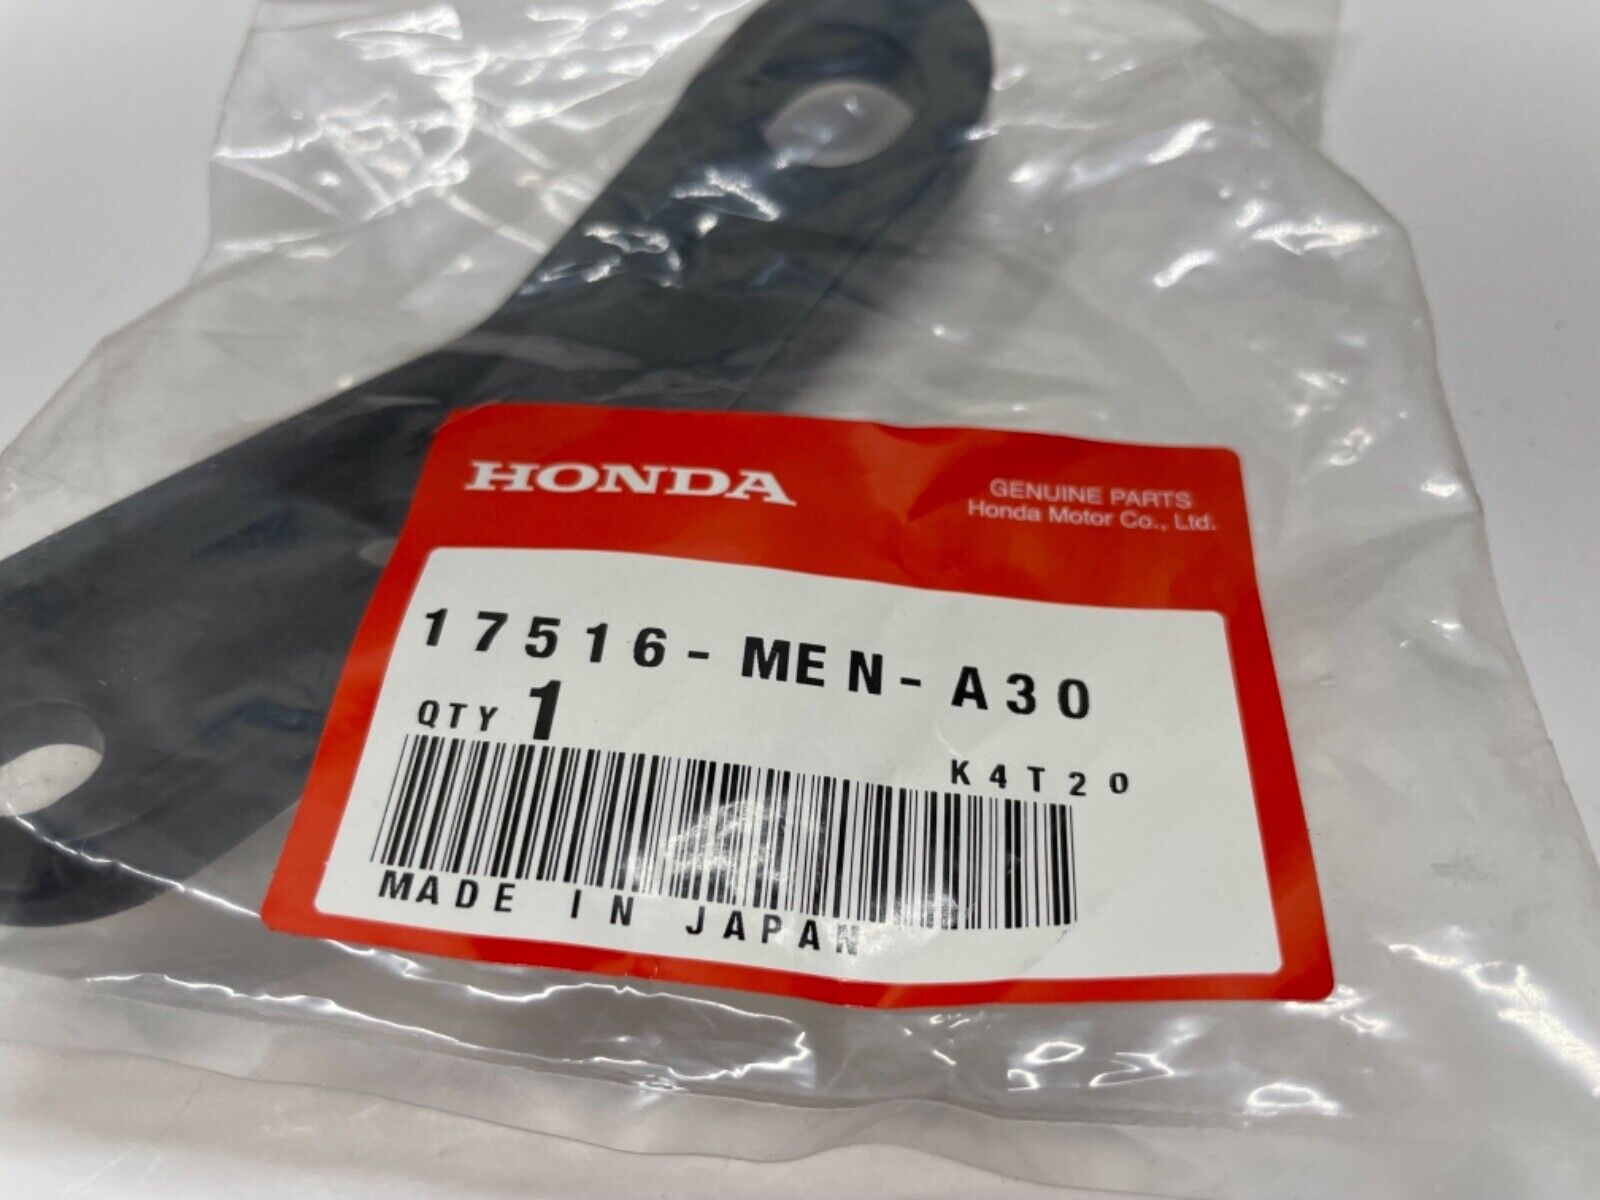 HONDA
GENUINE PARTS
Honda Motor Co., Ltd.
17516-MEN-A30
QTY 1
K4T20
MADE IN JAPAN